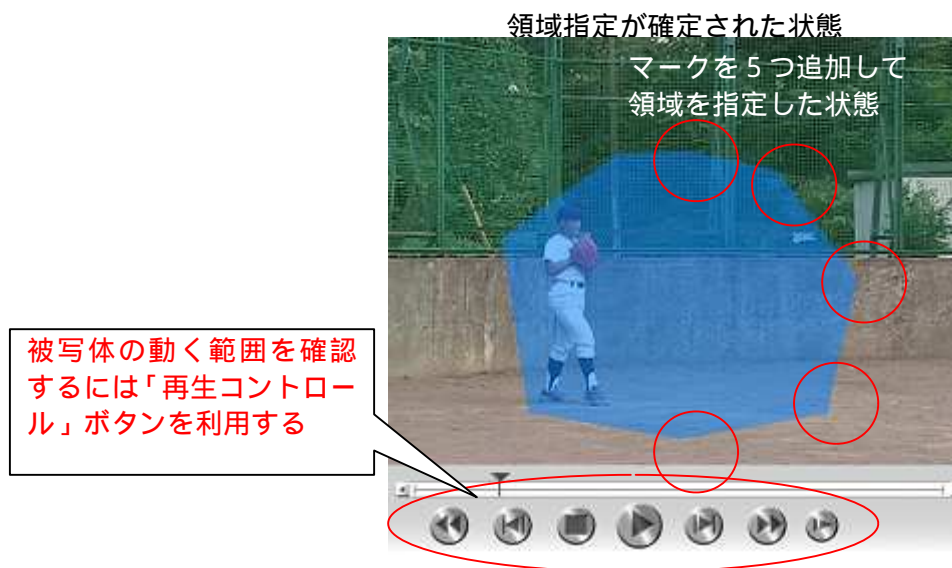 領域指定が確定された状態
マークを５つ追加して
領域を指定した状態
被写体の動く範囲を確認
するには「再生コントロー
ル」ボタンを利用する